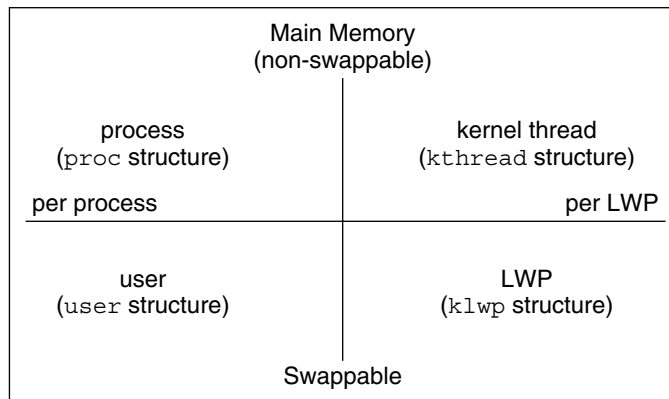 Main Memory
(non-swappable)
process
(proc structure)
kernel thread
(kthread structure)
per process
per LWP
user
(user structure)
LWP
(klwp structure)
Swappable